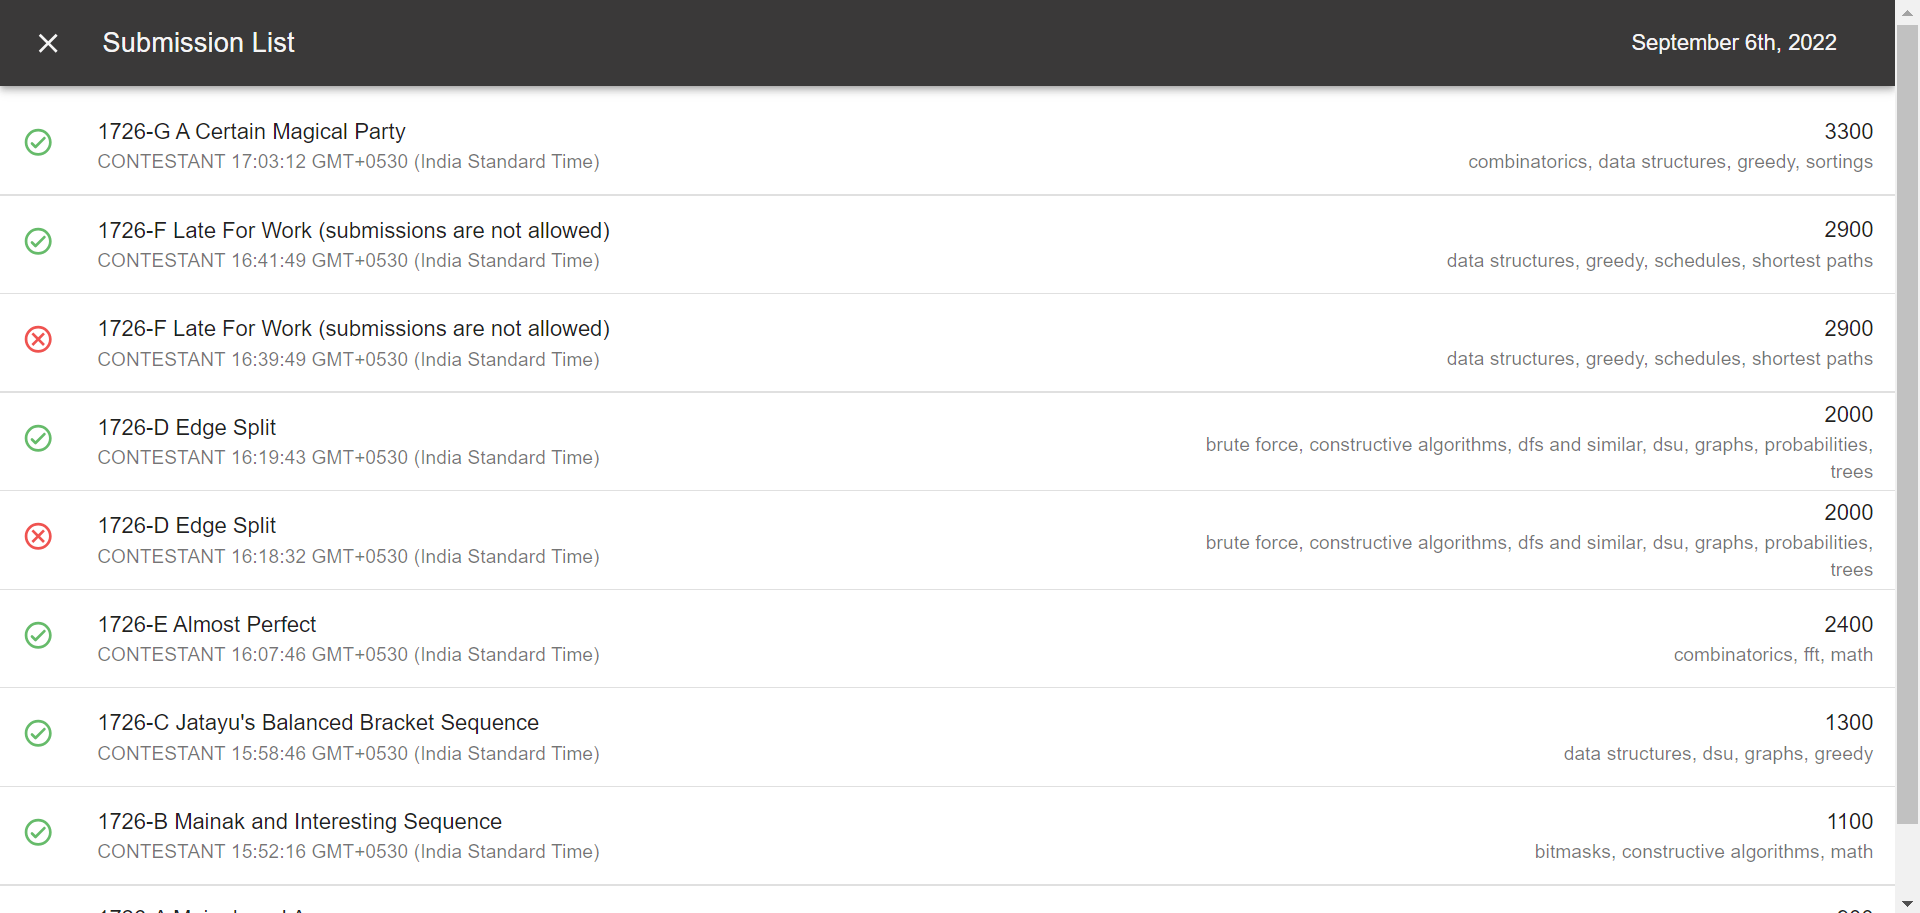 Submission List
September 6th, 2022
1726-G A Certain Magical Party
3300
CONTESTANT 17:03:12 GMT+0530 (India Standard Time)
combinatorics, data structures, greedy, sortings
1726-F Late For Work (submissions are not allowed)
2900
CONTESTANT 16:41:49 GMT+0530 (India Standard Time)
data structures, greedy, schedules, shortest paths
1726-F Late For Work (submissions are not allowed)
2900
CONTESTANT 16:39:49 GMT+0530 (India Standard Time)
data structures, greedy, schedules, shortest paths
1726-D Edge Split
2000
CONTESTANT 16:19:43 GMT+0530 (India Standard Time)
brute force, constructive algorithms, dfs and similar, dsu, graphs, probabilities,
trees
1726-D Edge Split
2000
CONTESTANT 16:18:32 GMT+0530 (India Standard Time)
brute force, constructive algorithms, dfs and similar, dsu, graphs, probabilities,
trees
1726-E Almost Perfect
2400
CONTESTANT 16:07:46 GMT+0530 (India Standard Time)
combinatorics, fft, math
1726-C Jatayu's Balanced Bracket Sequence
1300
CONTESTANT 15:58:46 GMT+0530 (India Standard Time)
data structures, dsu, graphs, greedy
1726-B Mainak and Interesting Sequence
1100
CONTESTANT 15:52:16 GMT+0530 (India Standard Time)
bitmasks, constructive algorithms, math